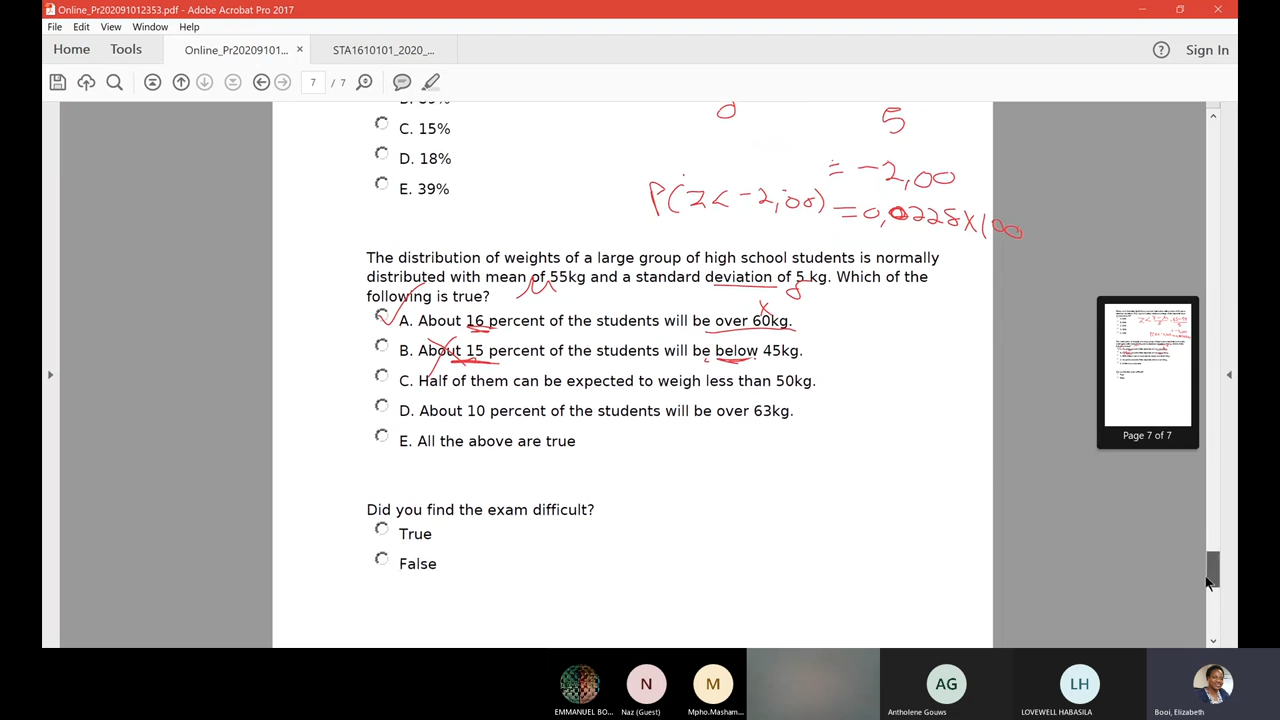 Online_Pr20209101012353.pdf - Adobe Acrobat Pro 2017
File Edit View Window Help
Home Tools Online_Pr20209101... × STA1610101_2020_... Sign In
7 / 7
σ 5
C. 15%
D. 18%
E. 39%
= -2,00
P(Z < -2,00) = 0,0228 X 100
The distribution of weights of a large group of high school students is normally
distributed with mean of 55kg and a standard deviation of 5 kg. Which of the
following is true?
μ σ
x
A. About 16 percent of the students will be over 60kg.
B. About 15 percent of the students will be below 45kg.
C. Half of them can be expected to weigh less than 50kg.
D. About 10 percent of the students will be over 63kg.
E. All the above are true
Did you find the exam difficult?
True
False
Page 7 of 7
N M AG LH
EMMANUEL BO... Naz (Guest) Mpho.Masham... Antholene Gouws LOVEWELL HABASILA Booi, Elizabeth